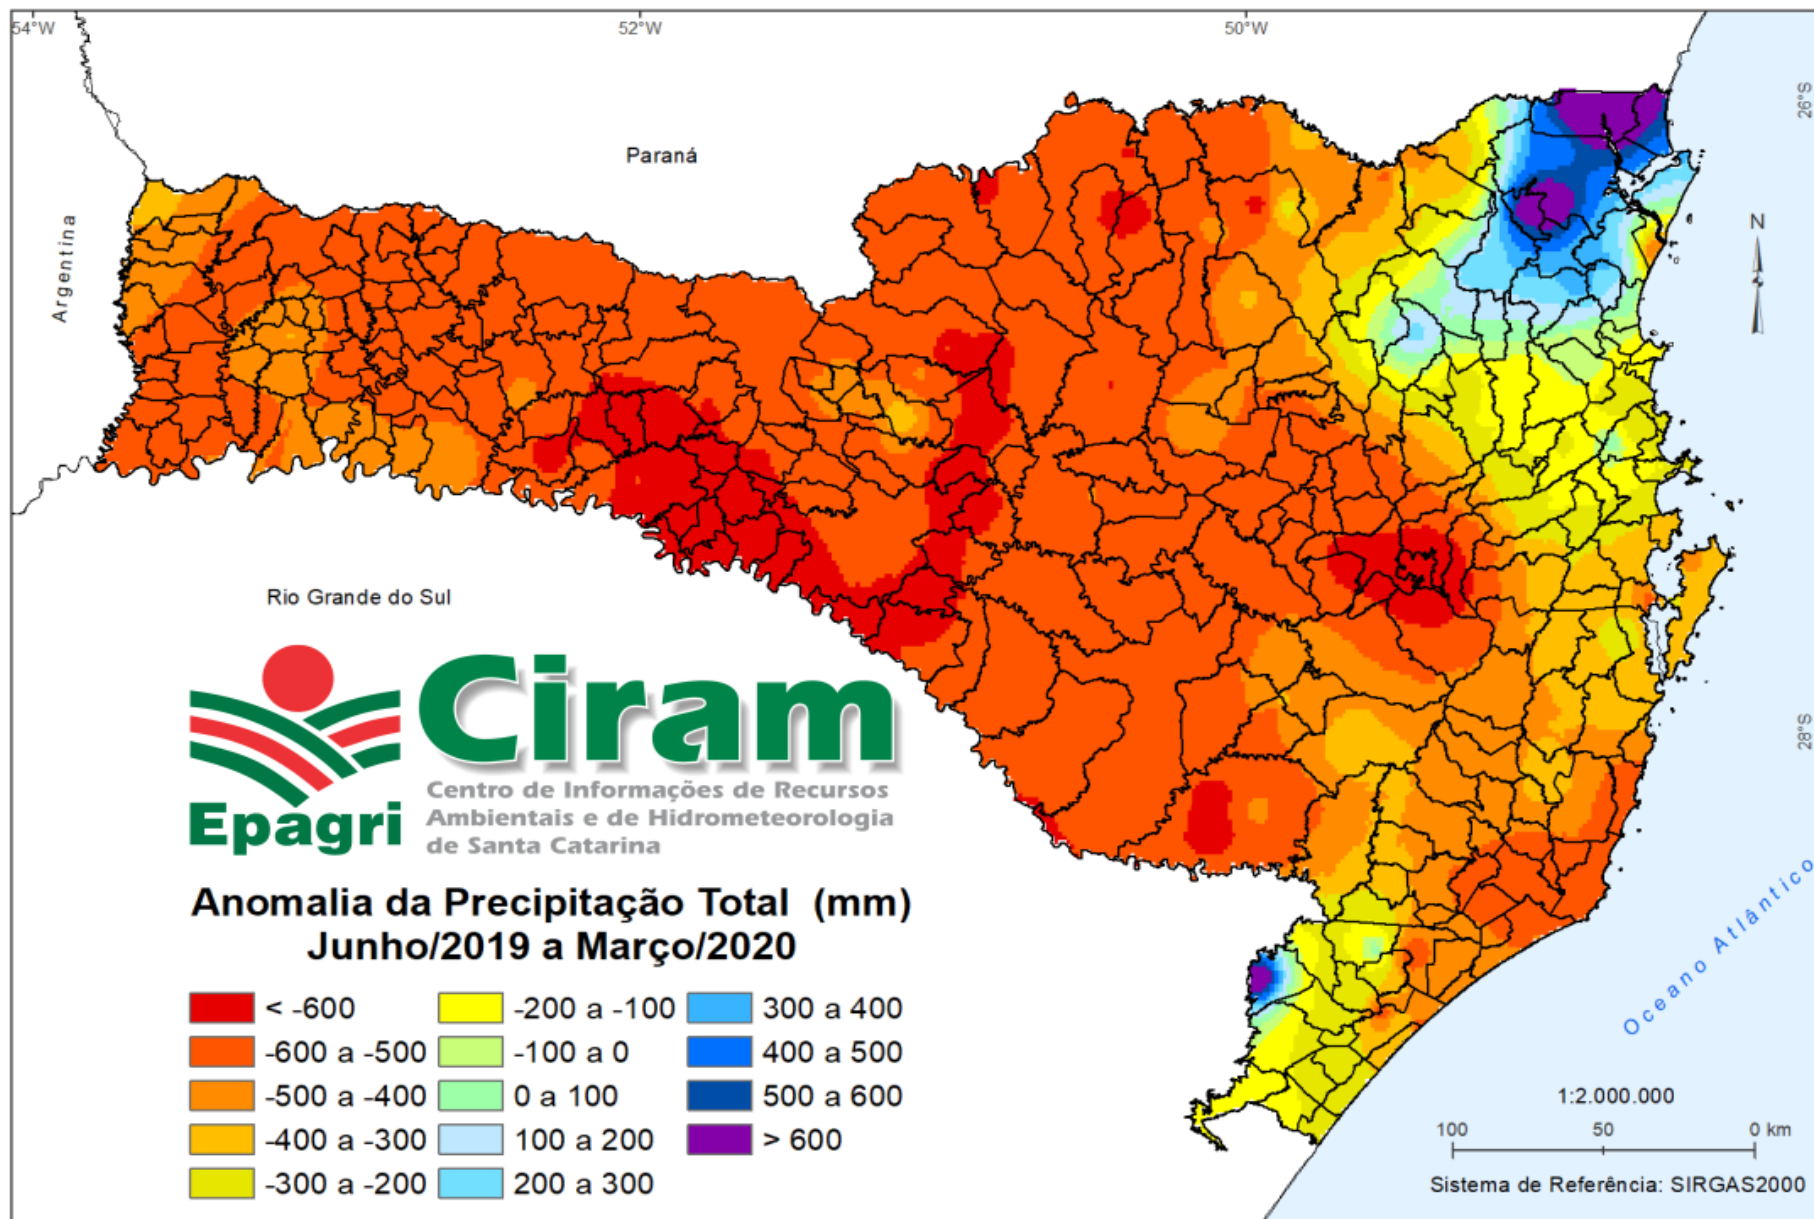 54°W
52°W
50°W
26°S
Paraná
Argentina
N
Rio Grande do Sul
28°S
Ciram
Epagri
Centro de Informações de Recursos
Ambientais e de Hidrometeorologia
de Santa Catarina
Oceano Atlântico
Anomalia da Precipitação Total (mm)
Junho/2019 a Março/2020
< -600
-600 a -500
-500 a -400
-400 a -300
-300 a -200
-200 a -100
-100 a 0
0 a 100
100 a 200
200 a 300
300 a 400
400 a 500
500 a 600
> 600
1:2.000.000
100 50 0 km
Sistema de Referência: SIRGAS2000